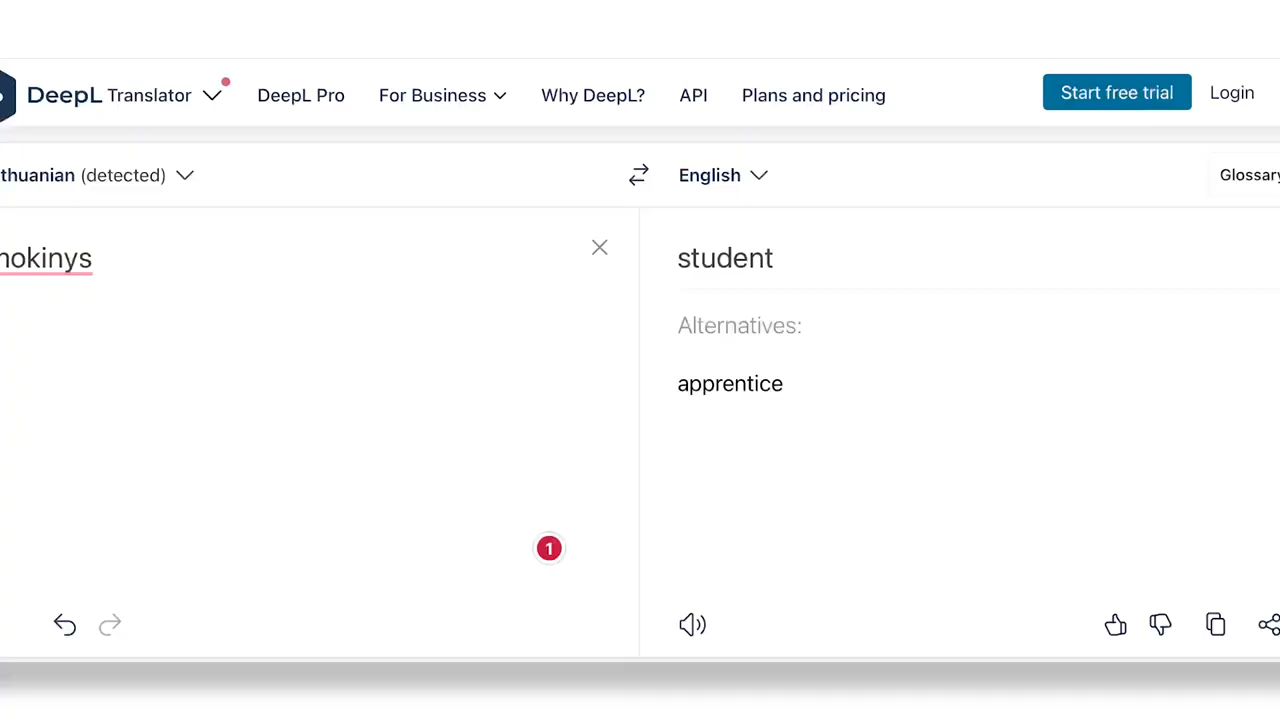 DeepL Translator DeepL Pro For Business Why DeepL? API Plans and pricing Start free trial Login
thuanian (detected) English Glossary
nokinys student
Alternatives:
apprentice
1